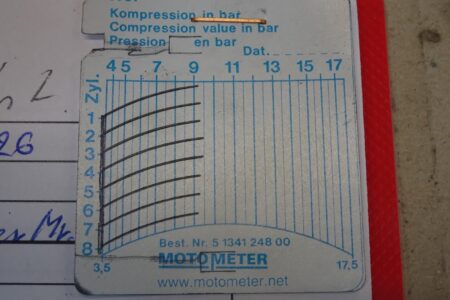 Kompression in bar
Compression value in bar
Pression en bar
Dat.
4 5 7 9 11 13 15 17
Zyl.
1
2
3
4
5
6
7
8
2
26
3,5 17,5
Best. Nr. 5 1341 248 00
MOTOMETER
www.motometer.net